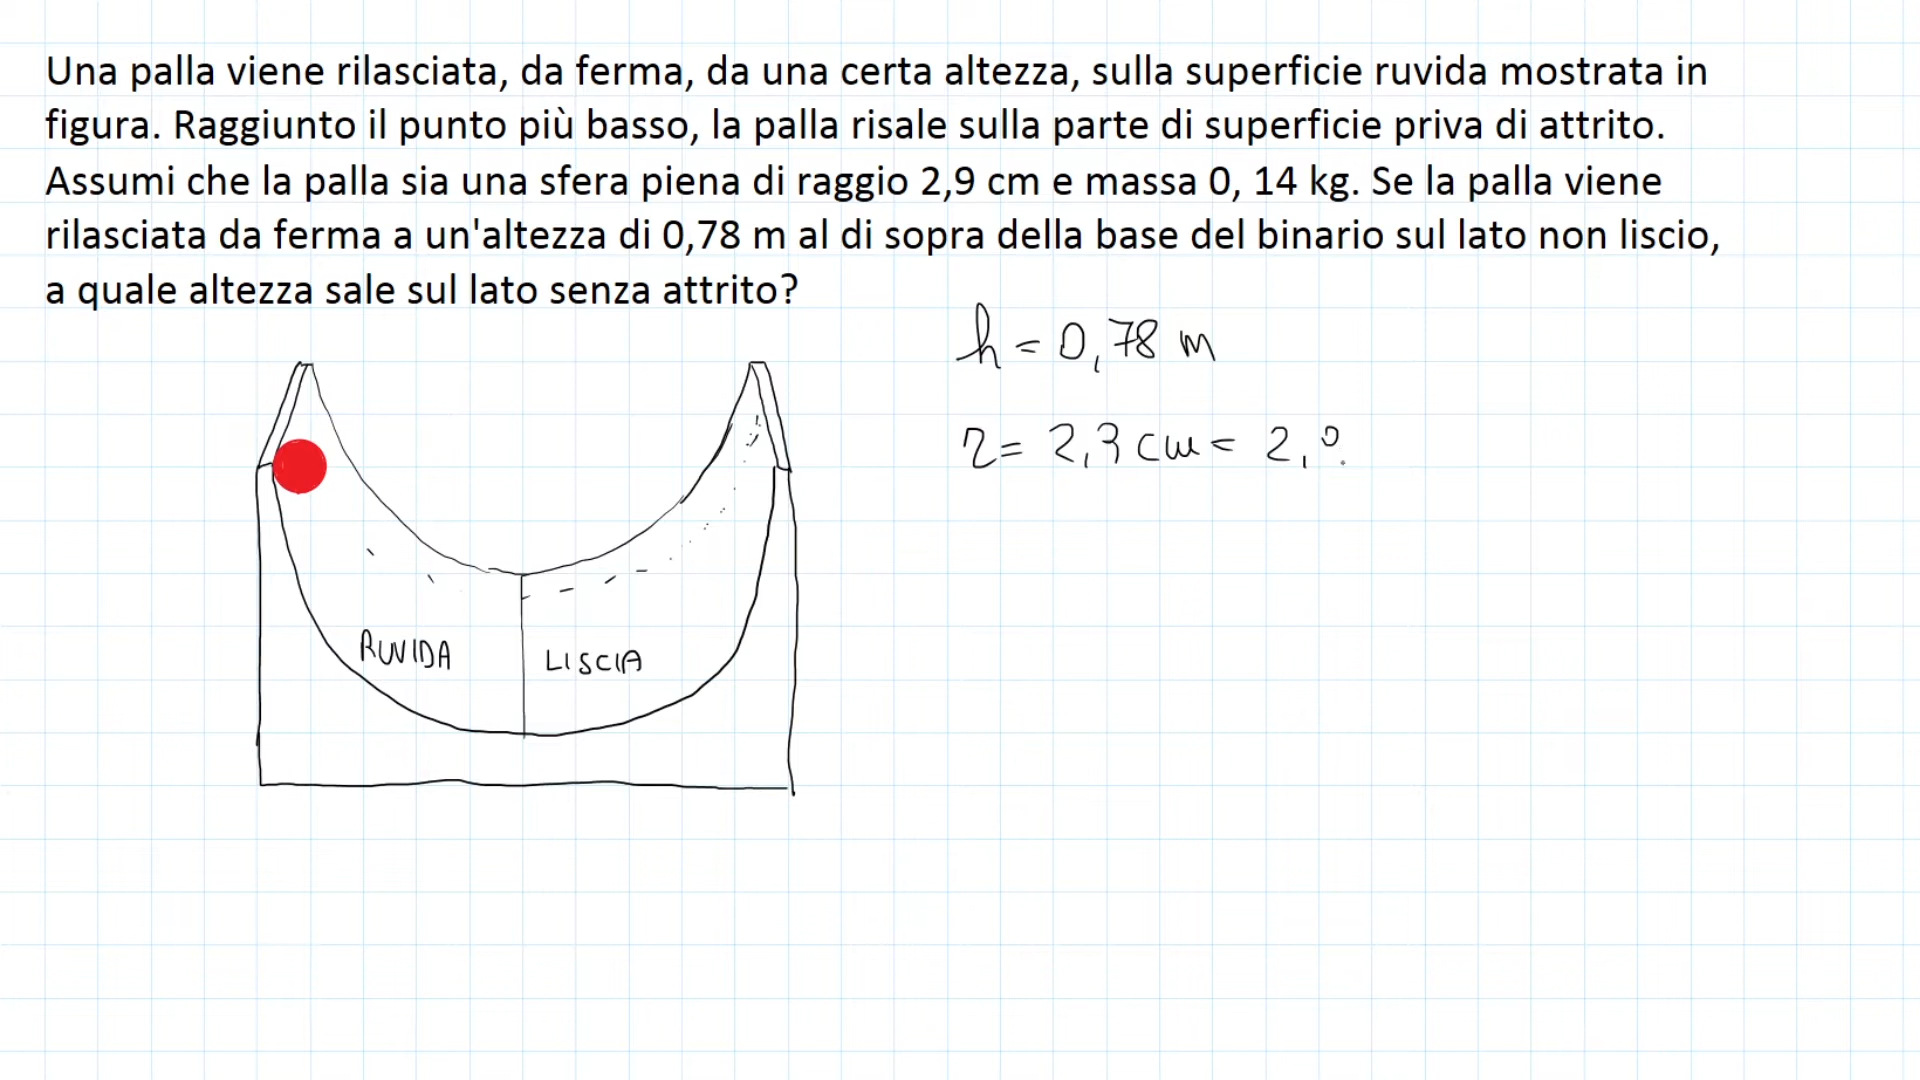 Una palla viene rilasciata, da ferma, da una certa altezza, sulla superficie ruvida mostrata in
figura. Raggiunto il punto più basso, la palla risale sulla parte di superficie priva di attrito.
Assumi che la palla sia una sfera piena di raggio 2,9 cm e massa 0, 14 kg. Se la palla viene
rilasciata da ferma a un'altezza di 0,78 m al di sopra della base del binario sul lato non liscio,
a quale altezza sale sul lato senza attrito?
h = 0,78 m
r = 2,9 cm = 2,9
RUVIDA
LISCIA